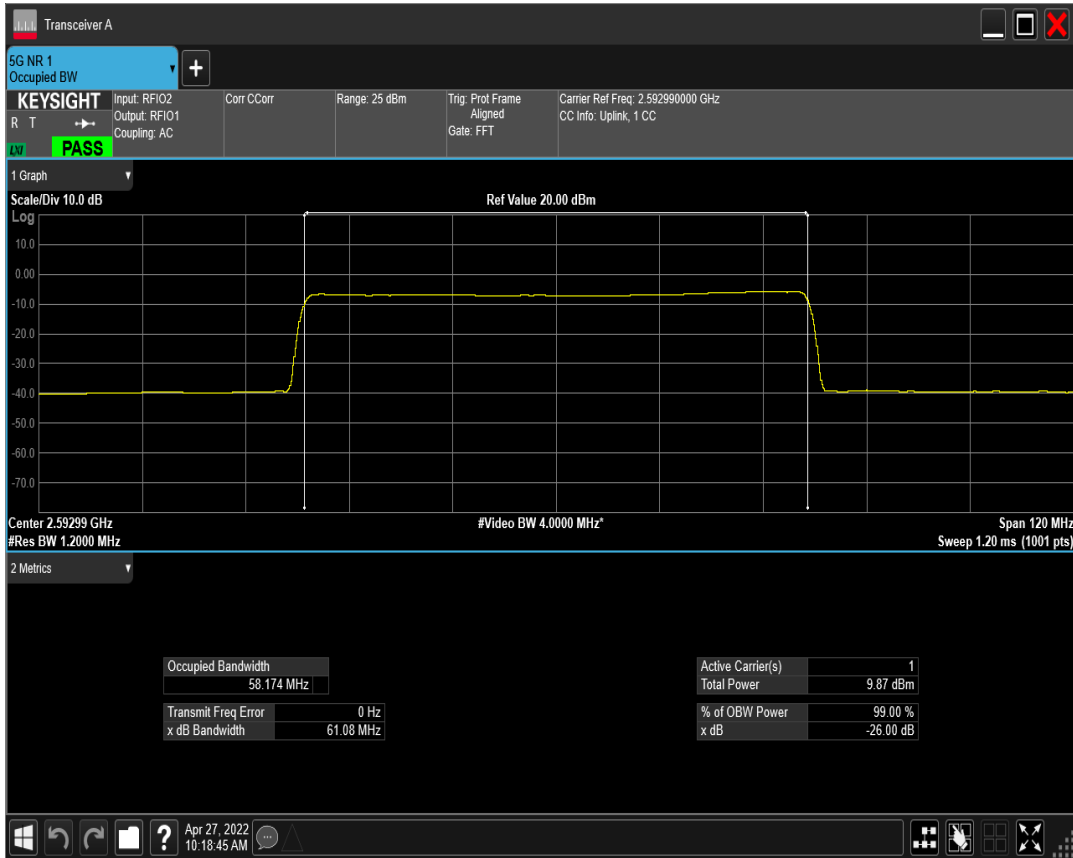 Transceiver A
5G NR 1
Occupied BW
+
KEYSIGHT
R T
LXI
PASS
Input: RFIO2
Output: RFIO1
Coupling: AC
Corr CCorr
Range: 25 dBm
Trig: Prot Frame
Aligned
Gate: FFT
Carrier Ref Freq: 2.592990000 GHz
CC Info: Uplink, 1 CC
1 Graph
Scale/Div 10.0 dB
Ref Value 20.00 dBm
Log
10.0
0.00
-10.0
-20.0
-30.0
-40.0
-50.0
-60.0
-70.0
Center 2.59299 GHz
#Video BW 4.0000 MHz*
Span 120 MHz
#Res BW 1.2000 MHz
Sweep 1.20 ms (1001 pts)
2 Metrics
Occupied Bandwidth
58.174 MHz
Transmit Freq Error 0 Hz
x dB Bandwidth 61.08 MHz
Active Carrier(s) 1
Total Power 9.87 dBm
% of OBW Power 99.00 %
x dB -26.00 dB
?
Apr 27, 2022
10:18:45 AM